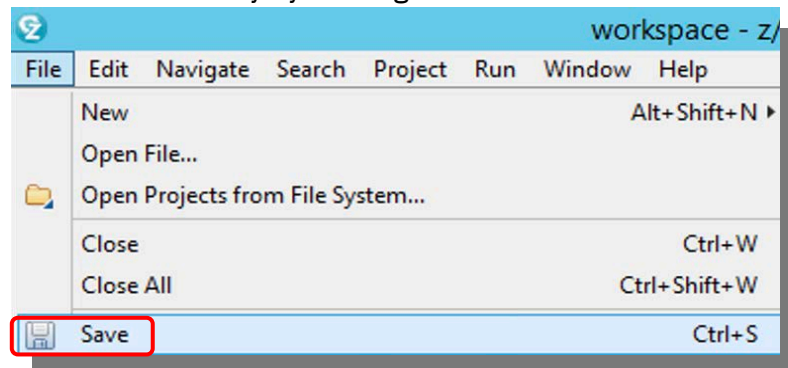 workspace - z/
File Edit Navigate Search Project Run Window Help
New Alt+Shift+N
Open File...
Open Projects from File System...
Close Ctrl+W
Close All Ctrl+Shift+W
Save Ctrl+S